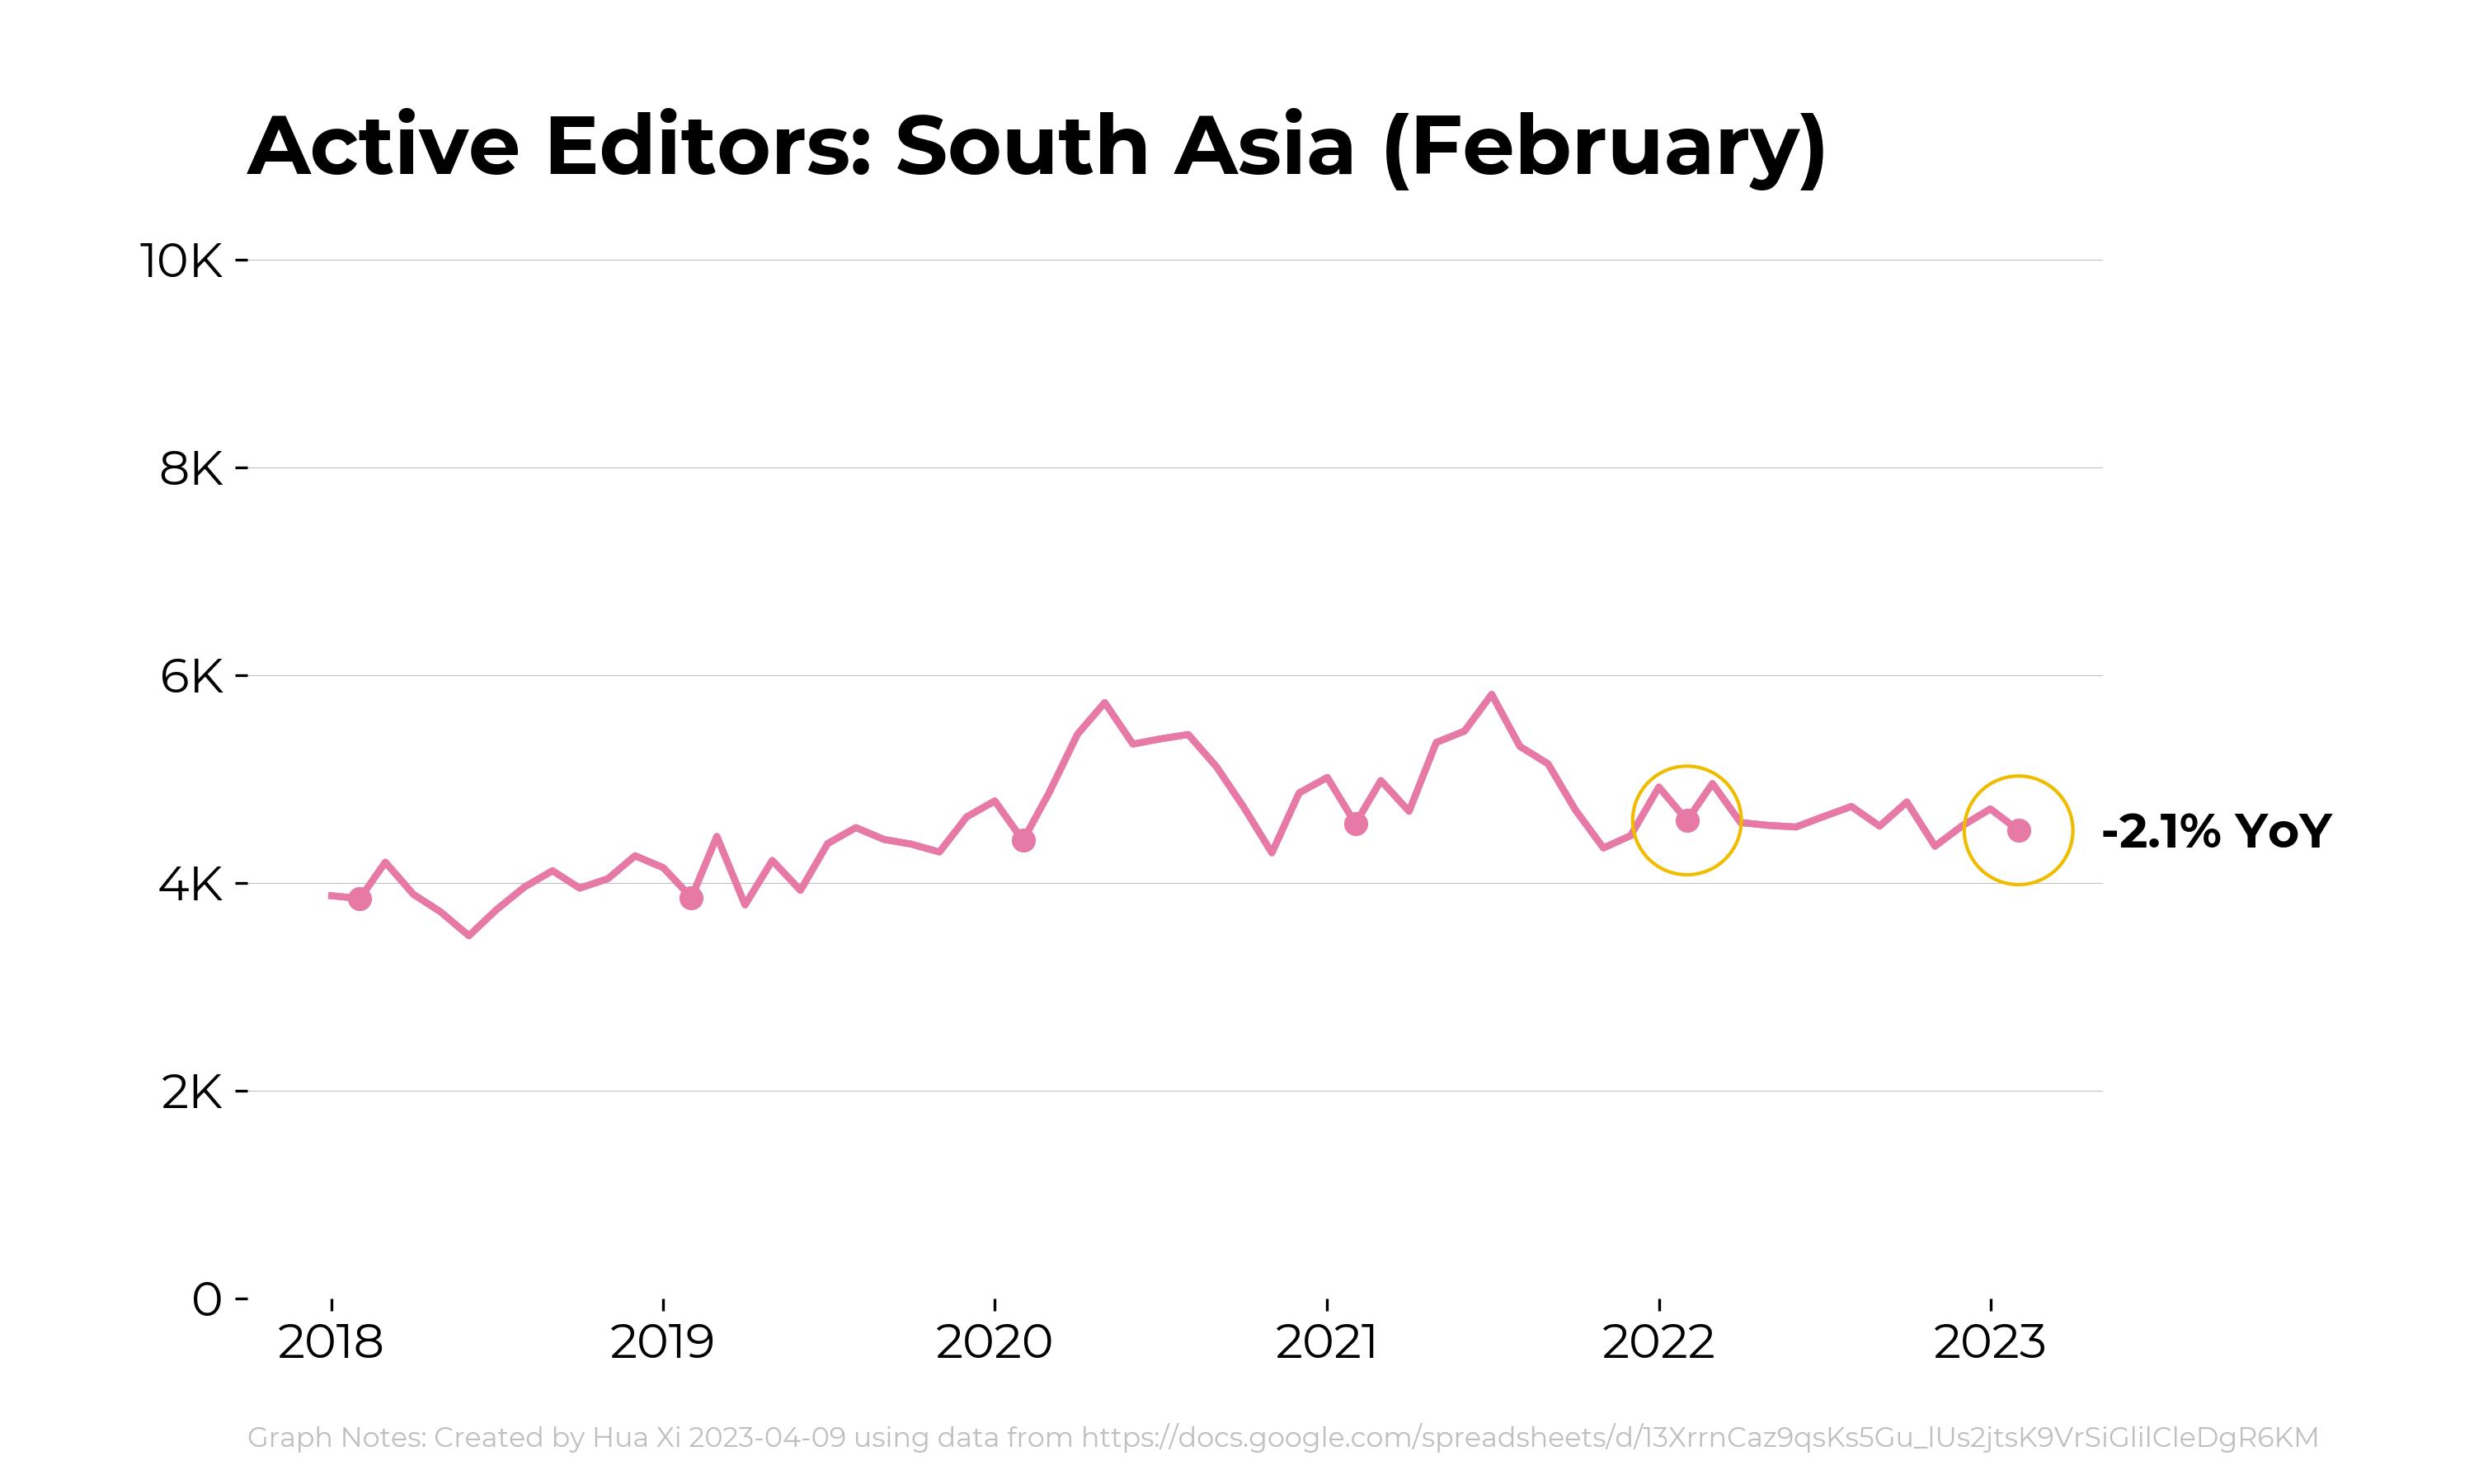 Active Editors: South Asia (February)
10K
8K
6K
4K
2K
0
-2.1% YoY
2018 2019 2020 2021 2022 2023
Graph Notes: Created by Hua Xi 2023-04-09 using data from https://docs.google.com/spreadsheets/d/13XrrnCaz9qsKs5Gu_lUs2jtsK9VrSiGlilCleDgR6KM